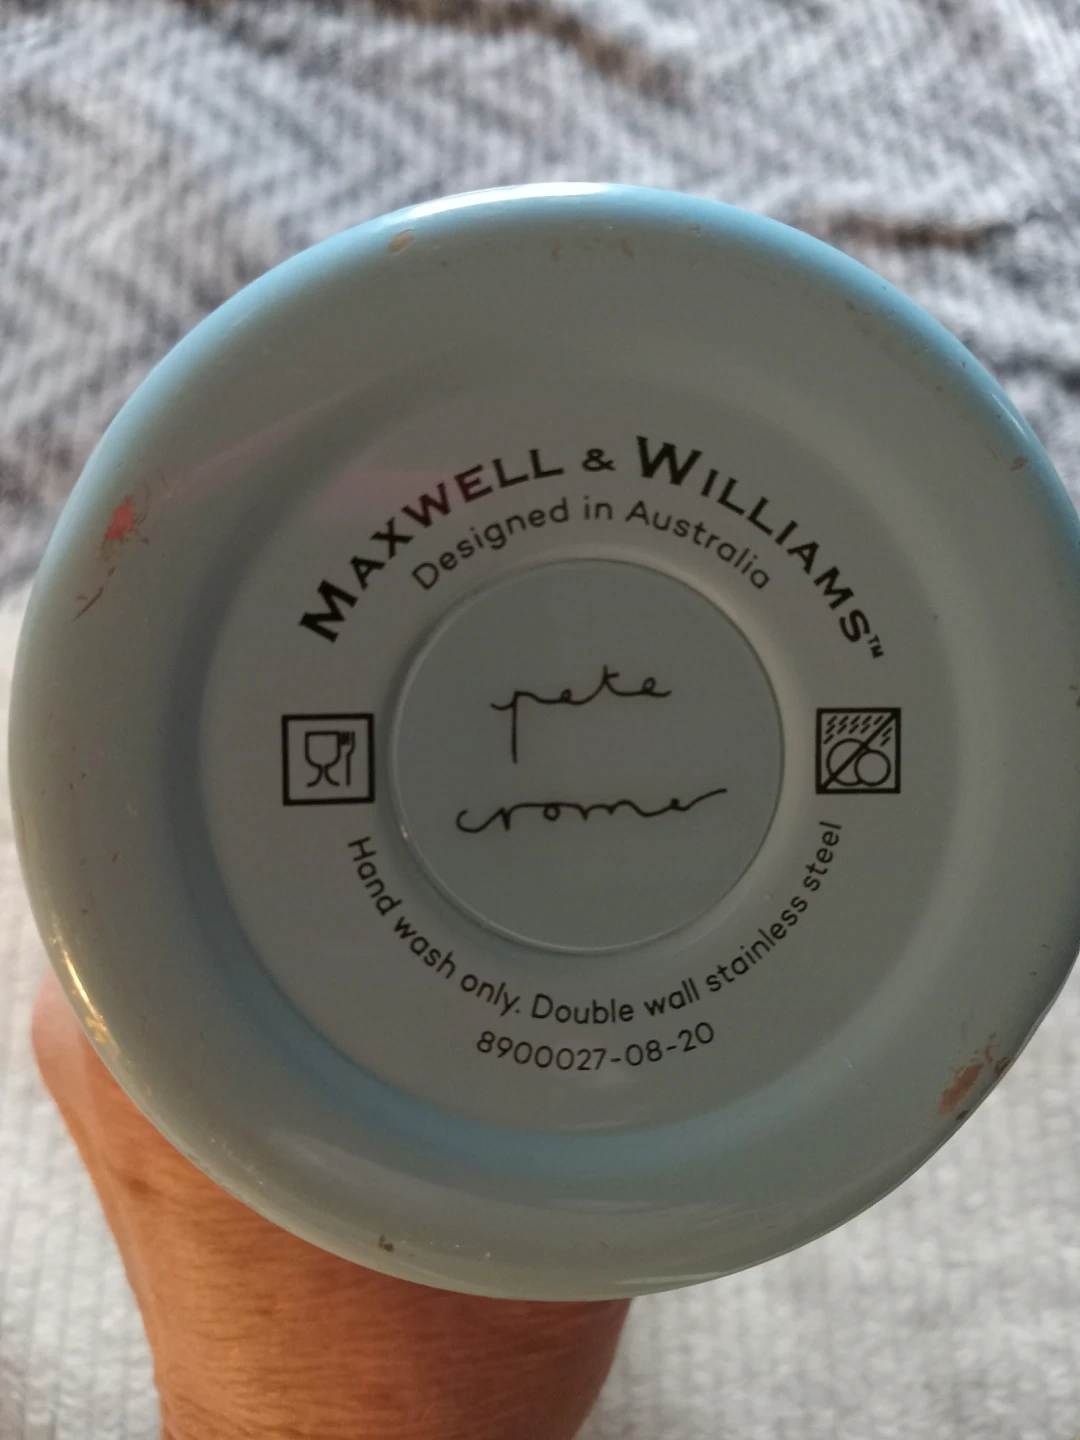 MAXWELL & WILLIAMS™
Designed in Australia
pete
cromer
Hand wash only. Double wall stainless steel
8900027-08-20